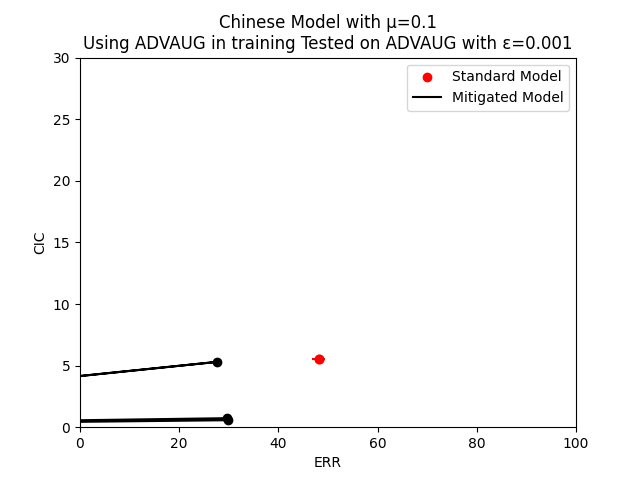 Chinese Model with μ=0.1
Using ADVAUG in training Tested on ADVAUG with ε=0.001
Standard Model
Mitigated Model
30
25
20
15
10
5
0
CIC
0 20 40 60 80 100
ERR